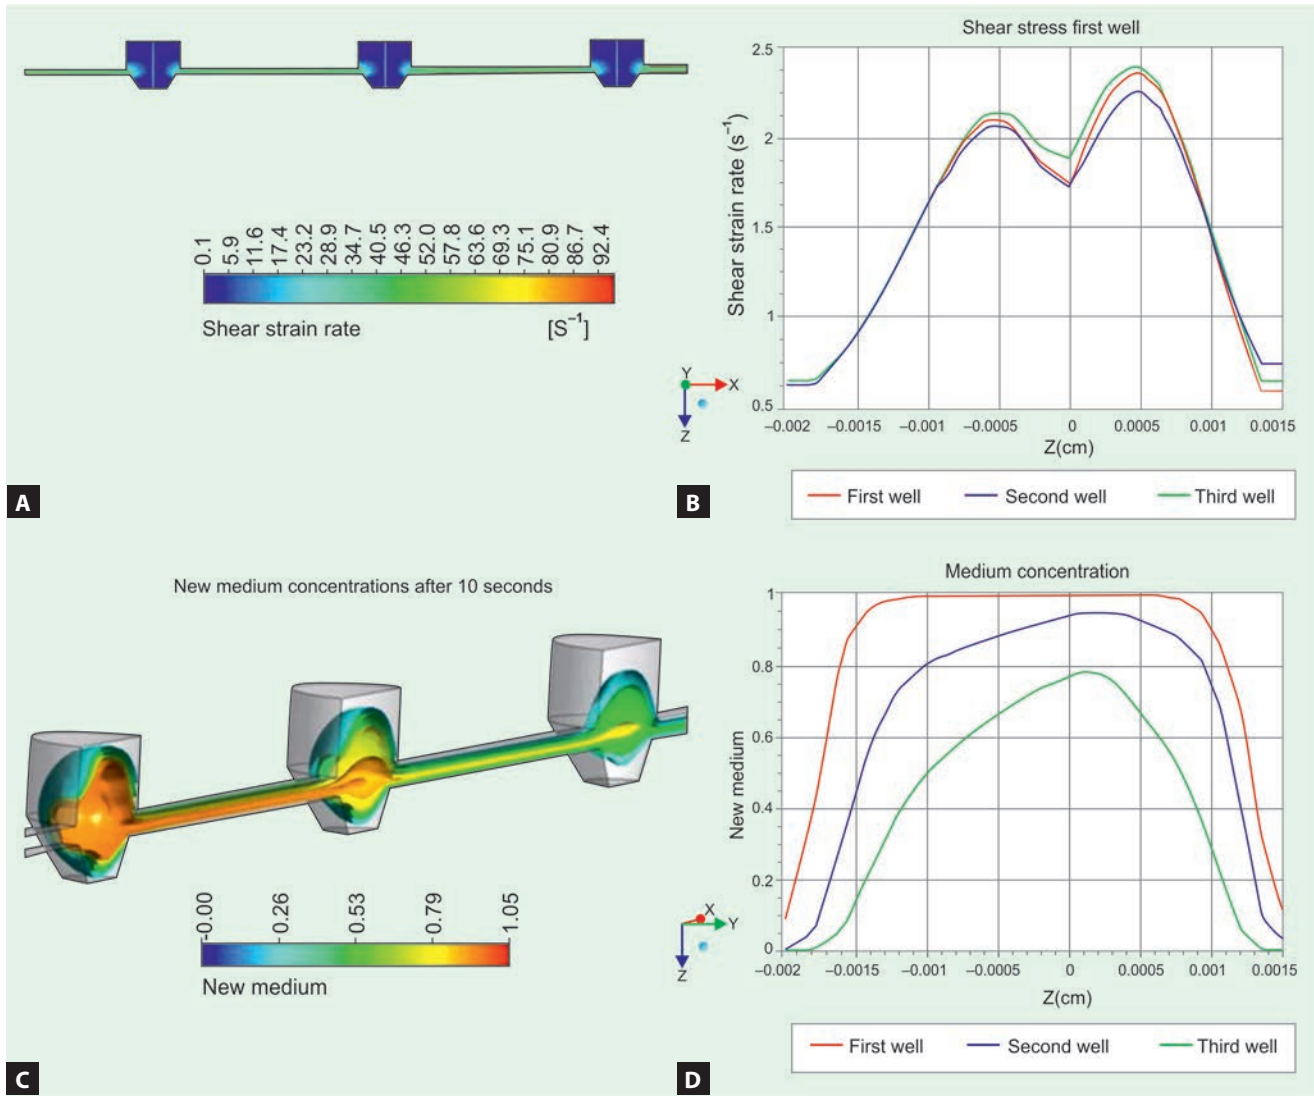 0.1
5.9
11.6
17.4
23.2
28.9
34.7
40.5
46.3
52.0
57.8
63.6
69.3
75.1
80.9
86.7
92.4
Shear strain rate [S⁻¹]
A
Shear stress first well
Shear strain rate (s⁻¹)
2.5
2
1.5
1
0.5
−0.002 −0.0015 −0.001 −0.0005 0 0.0005 0.001 0.0015
Z(cm)
Y
X
Z
First well Second well Third well
B
New medium concentrations after 10 seconds
-0.00
0.26
0.53
0.79
1.05
New medium
C
Medium concentration
New medium
1
0.8
0.6
0.4
0.2
0
−0.002 −0.0015 −0.001 −0.0005 0 0.0005 0.001 0.0015
Z(cm)
X
Y
Z
First well Second well Third well
D